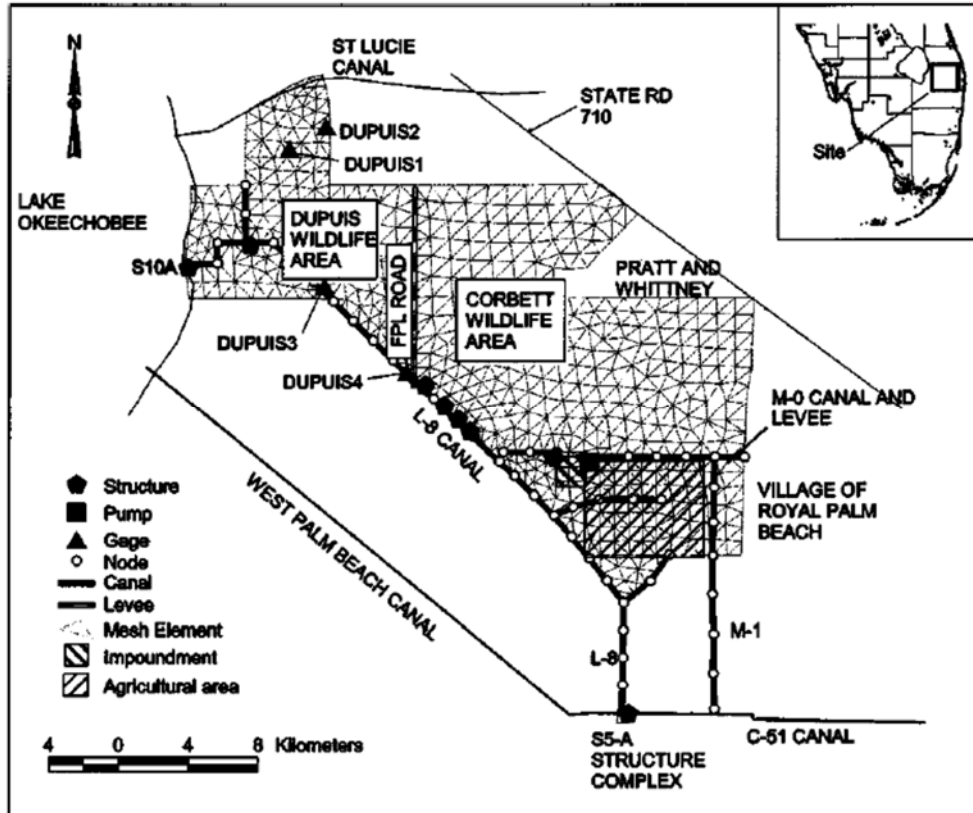 N
ST LUCIE
CANAL
STATE RD
710
Site
DUPUIS2
DUPUIS1
LAKE
OKEECHOBEE
DUPUIS
WILDLIFE
AREA
S10A
FPL ROAD
CORBETT
WILDLIFE
AREA
PRATT AND
WHITTNEY
DUPUIS3
DUPUIS4
L-8 CANAL
M-0 CANAL AND
LEVEE
WEST PALM BEACH CANAL
VILLAGE OF
ROYAL PALM
BEACH
Structure
Pump
Gage
Node
Canal
Levee
Mesh Element
Impoundment
Agricultural area
L-8
M-1
4 0 4 8 Kilometers
S5-A
STRUCTURE
COMPLEX
C-51 CANAL